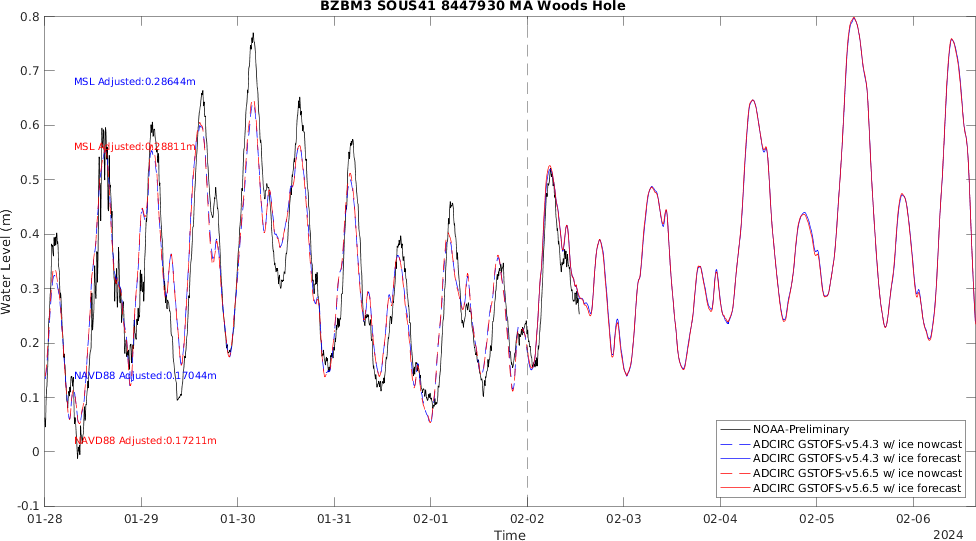 BZBM3 SOUS41 8447930 MA Woods Hole
Water Level (m)
0.8
0.7
0.6
0.5
0.4
0.3
0.2
0.1
0
-0.1
MSL Adjusted:0.28644m
MSL Adjusted:0.28811m
NAVD88 Adjusted:0.17044m
NAVD88 Adjusted:0.17211m
NOAA-Preliminary
ADCIRC GSTOFS-v5.4.3 w/ ice nowcast
ADCIRC GSTOFS-v5.4.3 w/ ice forecast
ADCIRC GSTOFS-v5.6.5 w/ ice nowcast
ADCIRC GSTOFS-v5.6.5 w/ ice forecast
01-28 01-29 01-30 01-31 02-01 02-02 02-03 02-04 02-05 02-06
Time
2024